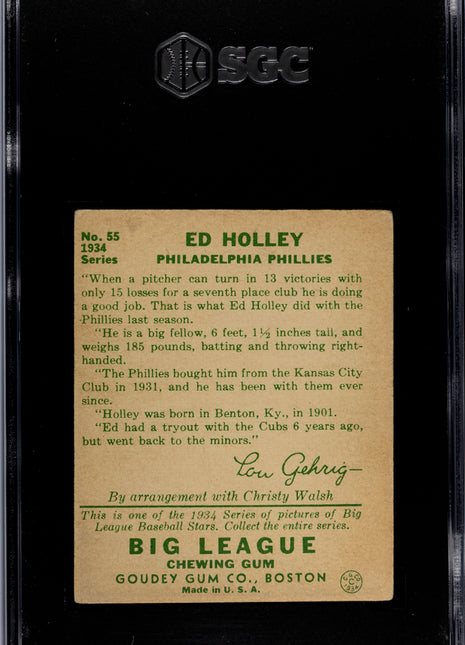 SGC
No. 55
1934
Series
ED HOLLEY
PHILADELPHIA PHILLIES
"When a pitcher can turn in 13 victories with
only 15 losses for a seventh place club he is doing
a good job. That is what Ed Holley did with the
Phillies last season.
"He is a big fellow, 6 feet, 1½ inches tall, and
weighs 185 pounds, batting and throwing right-
handed.
"The Phillies bought him from the Kansas City
Club in 1931, and he has been with them ever
since.
"Holley was born in Benton, Ky., in 1901.
"Ed had a tryout with the Cubs 6 years ago,
but went back to the minors."
Lou Gehrig
By arrangement with Christy Walsh
This is one of the 1934 Series of pictures of Big
League Baseball Stars. Collect the entire series.
BIG LEAGUE
CHEWING GUM
GOUDEY GUM CO., BOSTON
Made in U. S. A.